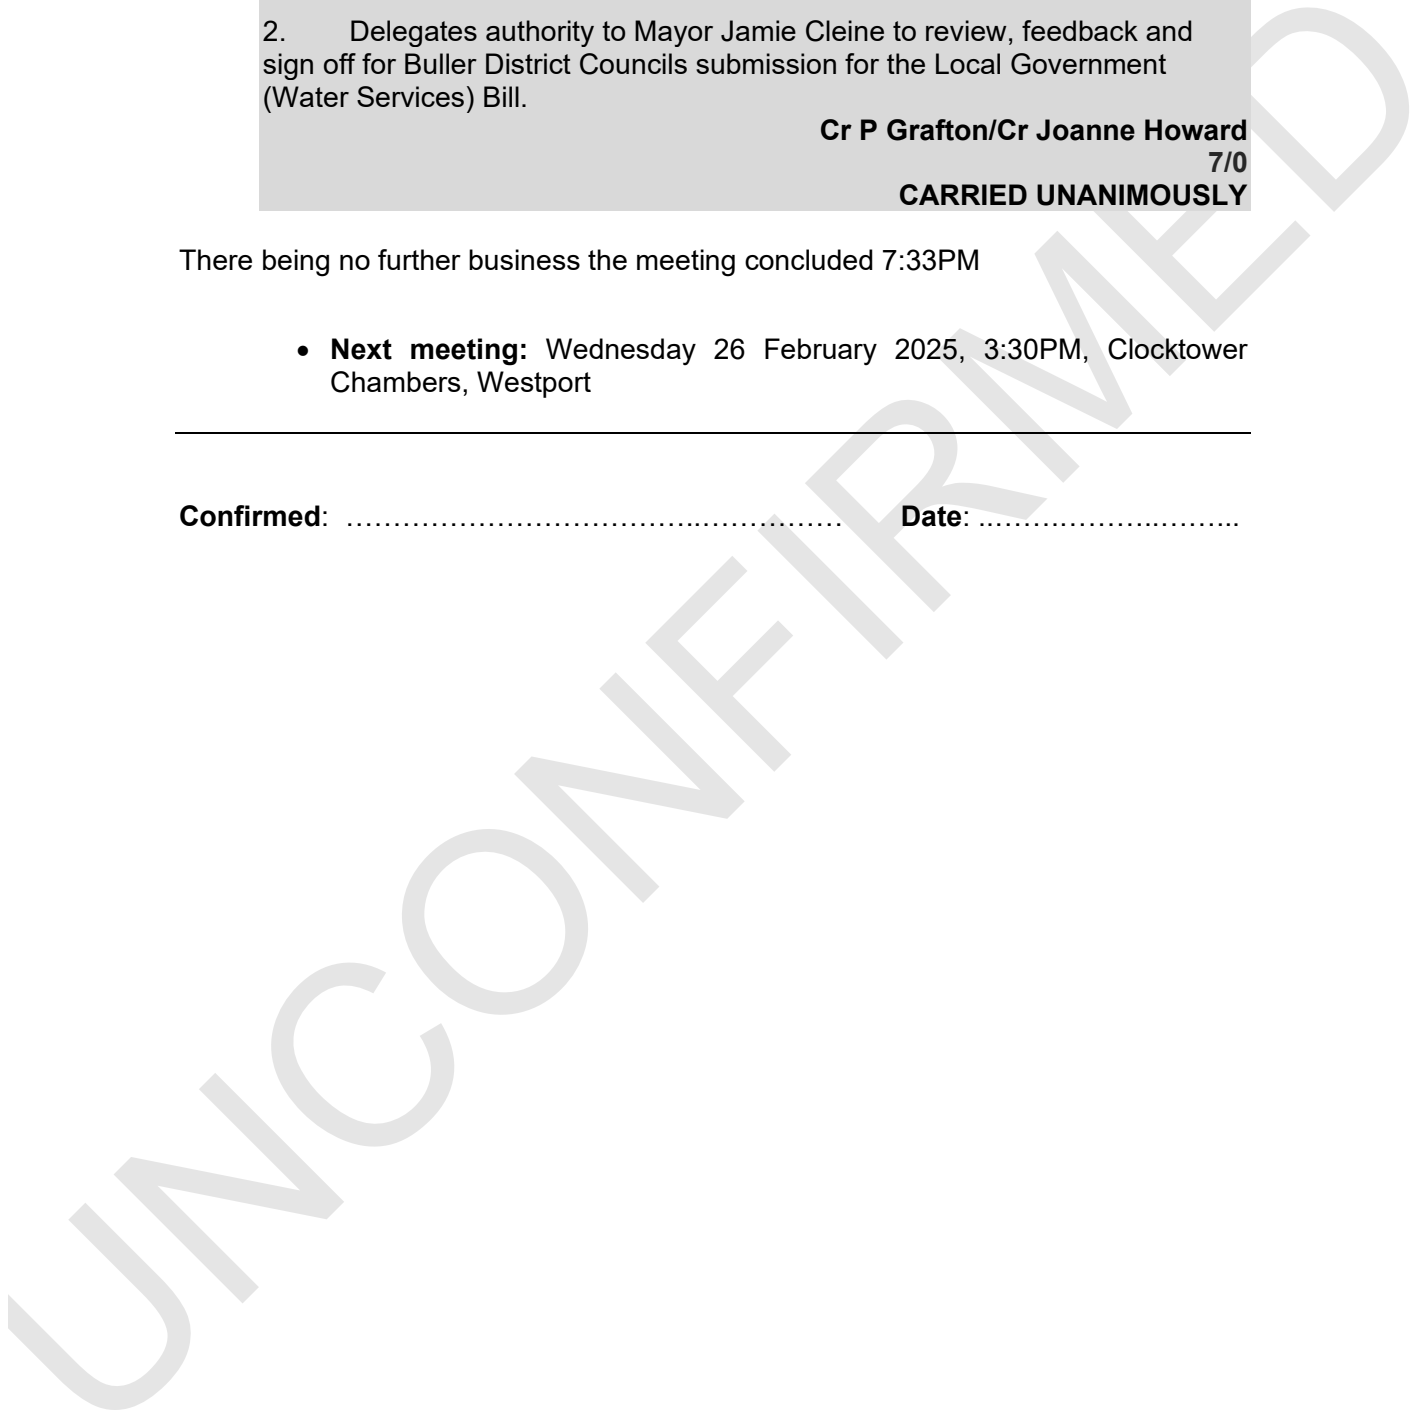 2. Delegates authority to Mayor Jamie Cleine to review, feedback and
sign off for Buller District Councils submission for the Local Government
(Water Services) Bill.
Cr P Grafton/Cr Joanne Howard
7/0
CARRIED UNANIMOUSLY
There being no further business the meeting concluded 7:33PM
• Next meeting: Wednesday 26 February 2025, 3:30PM, Clocktower
Chambers, Westport
Confirmed: ………………………………..…………… Date: ..…………………..……...
UNCONFIRMED